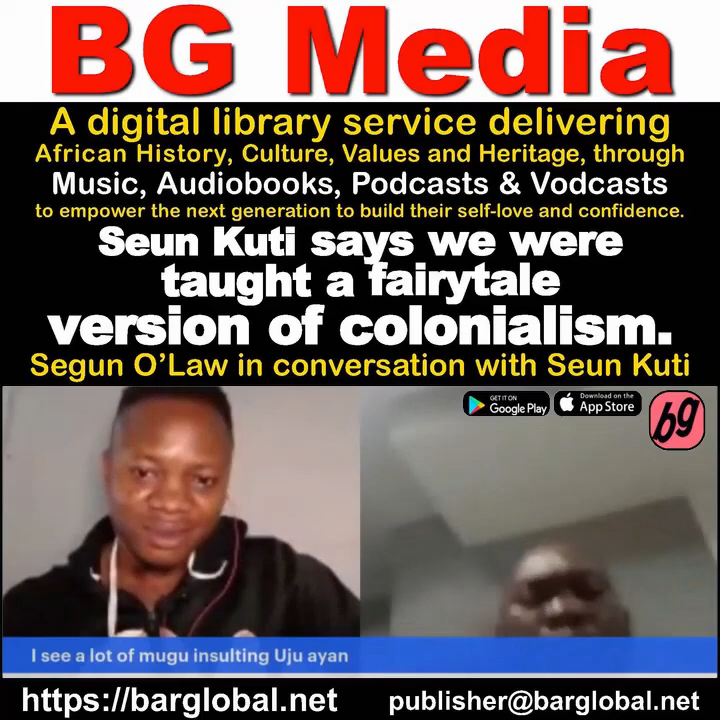 BG Media
A digital library service delivering
African History, Culture, Values and Heritage, through
Music, Audiobooks, Podcasts & Vodcasts
to empower the next generation to build their self-love and confidence.
Seun Kuti says we were
taught a fairytale
version of colonialism.
Segun O’Law in conversation with Seun Kuti
GET IT ON
Google Play
Download on the
App Store
bg
I see a lot of mugu insulting Uju ayan
https://barglobal.net
publisher@barglobal.net